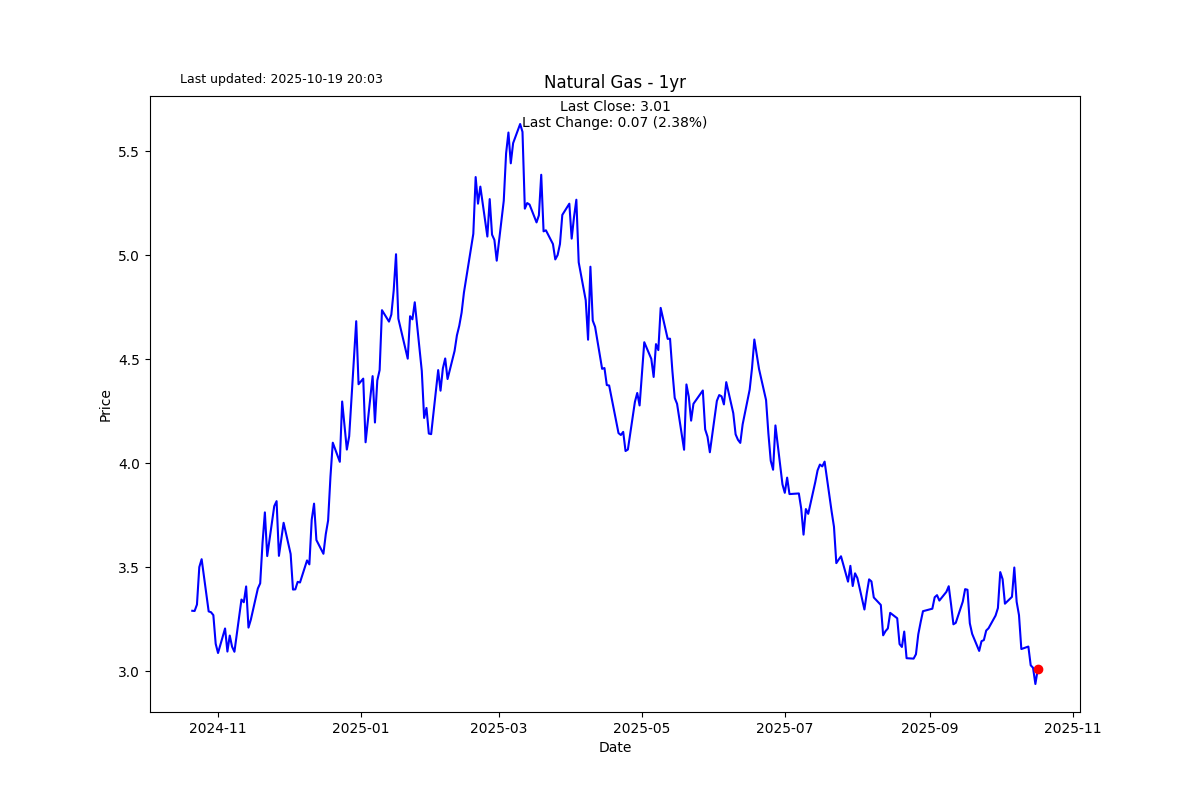 Last updated: 2025-10-19 20:03
Natural Gas - 1yr
Last Close: 3.01
Last Change: 0.07 (2.38%)
Price
5.5
5.0
4.5
4.0
3.5
3.0
2024-11
2025-01
2025-03
2025-05
2025-07
2025-09
2025-11
Date